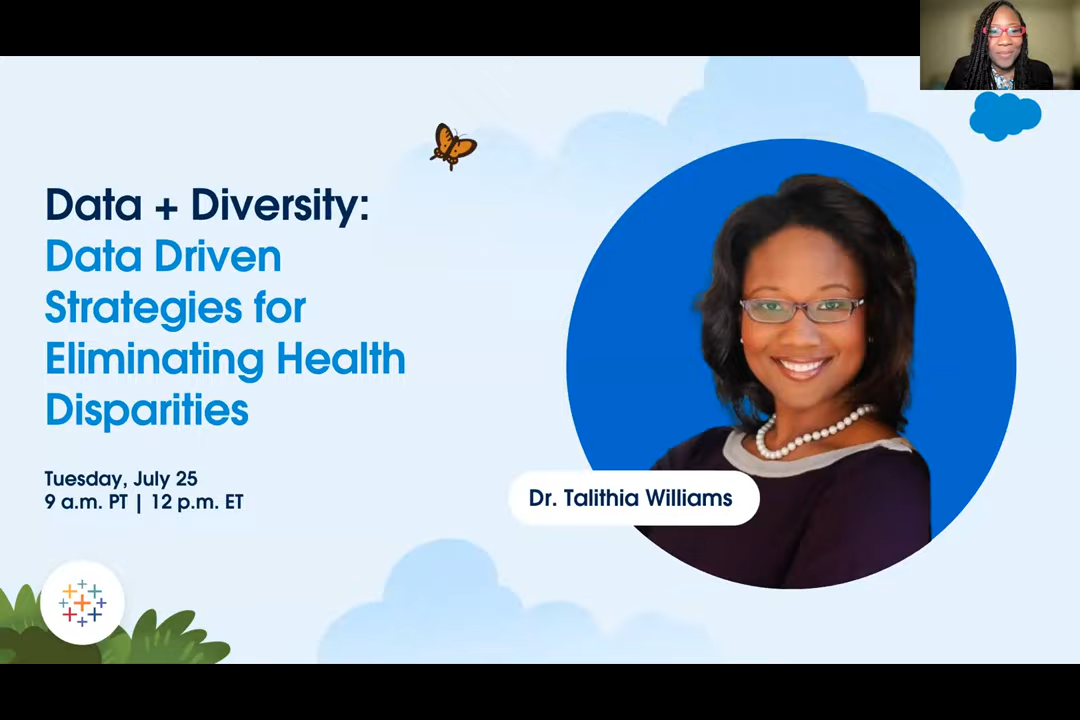 Data + Diversity:
Data Driven
Strategies for
Eliminating Health
Disparities
Tuesday, July 25
9 a.m. PT | 12 p.m. ET
Dr. Talithia Williams